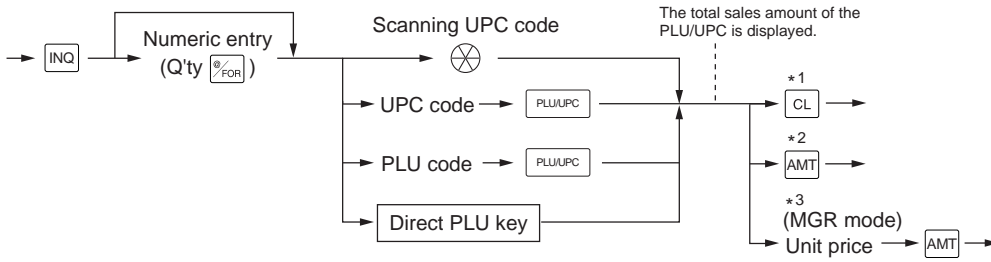 The total sales amount of the
PLU/UPC is displayed.
Scanning UPC code
Numeric entry
INQ
(Q'ty @/FOR )
*1
UPC code
PLU/UPC
CL
*2
PLU code
PLU/UPC
AMT
*3
(MGR mode)
Direct PLU key
Unit price
AMT